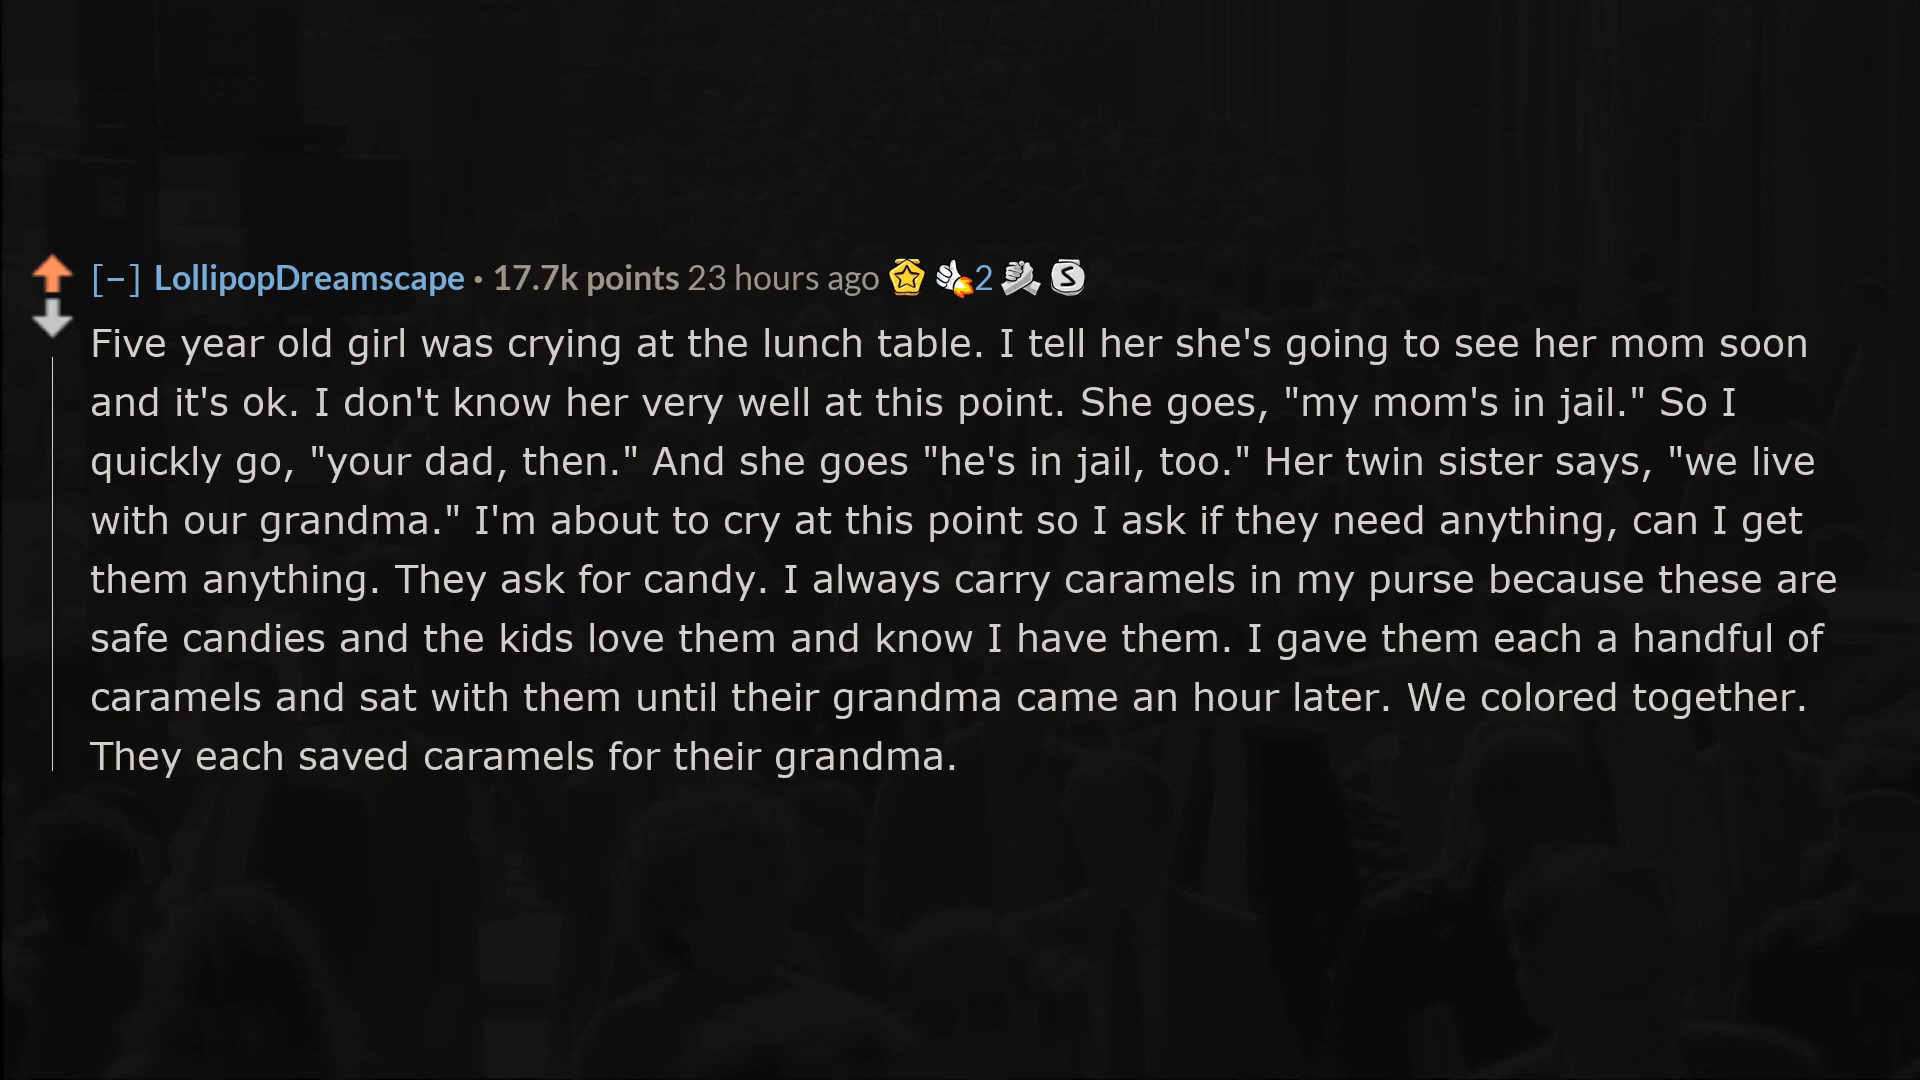 [–] LollipopDreamscape · 17.7k points 23 hours ago 2 S
Five year old girl was crying at the lunch table. I tell her she's going to see her mom soon
and it's ok. I don't know her very well at this point. She goes, "my mom's in jail." So I
quickly go, "your dad, then." And she goes "he's in jail, too." Her twin sister says, "we live
with our grandma." I'm about to cry at this point so I ask if they need anything, can I get
them anything. They ask for candy. I always carry caramels in my purse because these are
safe candies and the kids love them and know I have them. I gave them each a handful of
caramels and sat with them until their grandma came an hour later. We colored together.
They each saved caramels for their grandma.